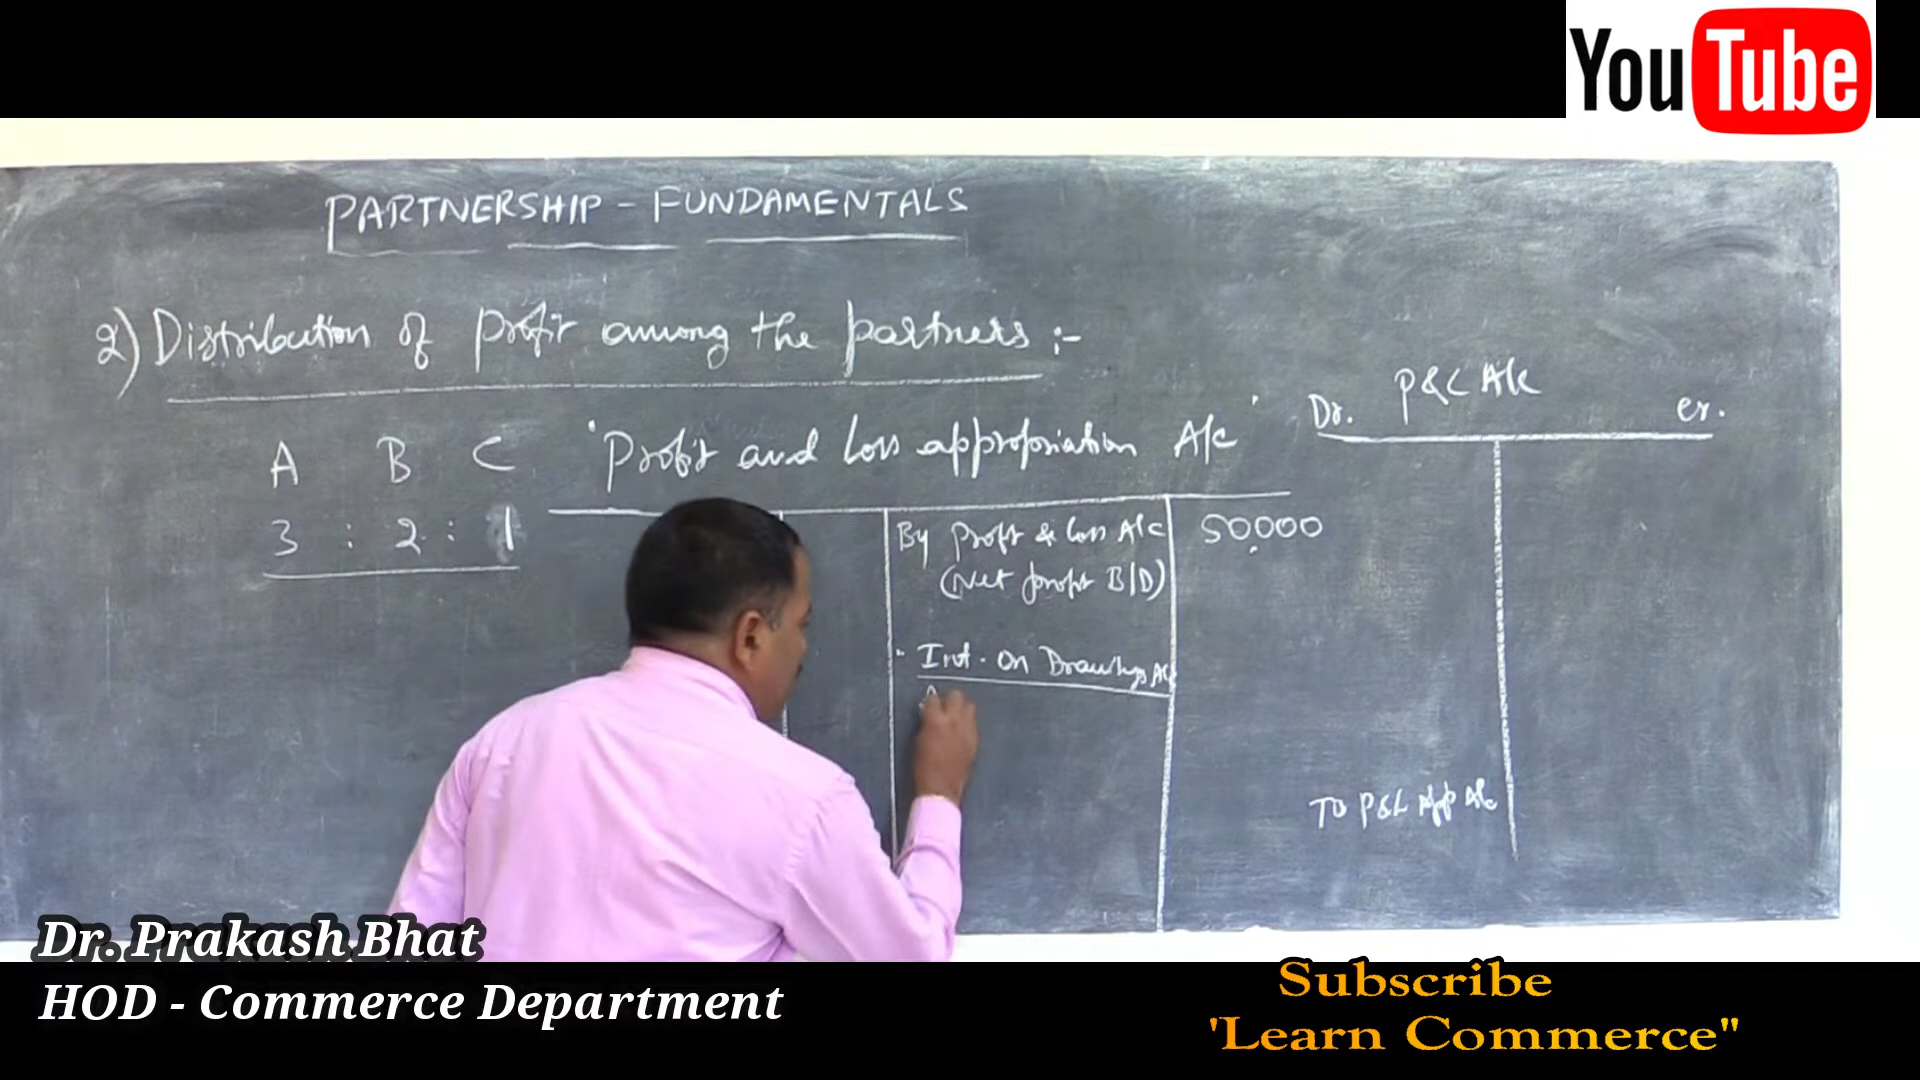 YouTube
PARTNERSHIP - FUNDAMENTALS
2) Distribution of profit among the partners :-
A B C
3 : 2 : 1
"Profit and Loss appropriation A/c"
By Profit & Loss A/c 50000
(Net profit B/D)
" Int. on Drawings A/c
A
Dr. P&L A/c Cr.
To P&L App A/c
Dr. Prakash Bhat
HOD - Commerce Department
Subscribe
'Learn Commerce"